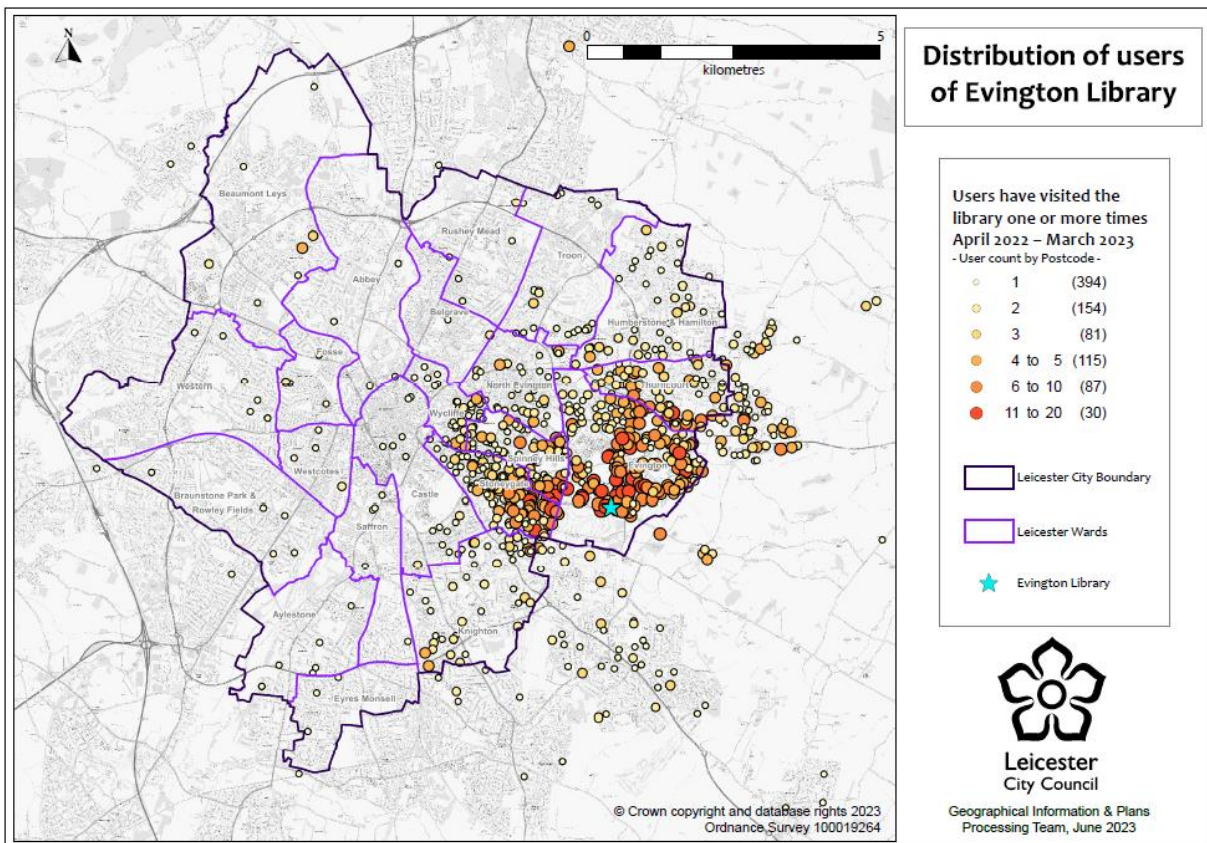 N
0 5
kilometres
Distribution of users
of Evington Library
Beaumont Leys
Rushey Mead
Troon
Abbey
Belgrave
Humberstone & Hamilton
Fosse
Western
North Evington
Thurncourt
Wycliffe
Spinney Hills
Evington
Stoneygate
Westcotes
Braunstone Park &
Rowley Fields
Castle
Saffron
Aylestone
Knighton
Eyres Monsell
© Crown copyright and database rights 2023
Ordnance Survey 100019264
Users have visited the
library one or more times
April 2022 – March 2023
- User count by Postcode -
1 (394)
2 (154)
3 (81)
4 to 5 (115)
6 to 10 (87)
11 to 20 (30)
Leicester City Boundary
Leicester Wards
Evington Library
Leicester
City Council
Geographical Information & Plans
Processing Team, June 2023